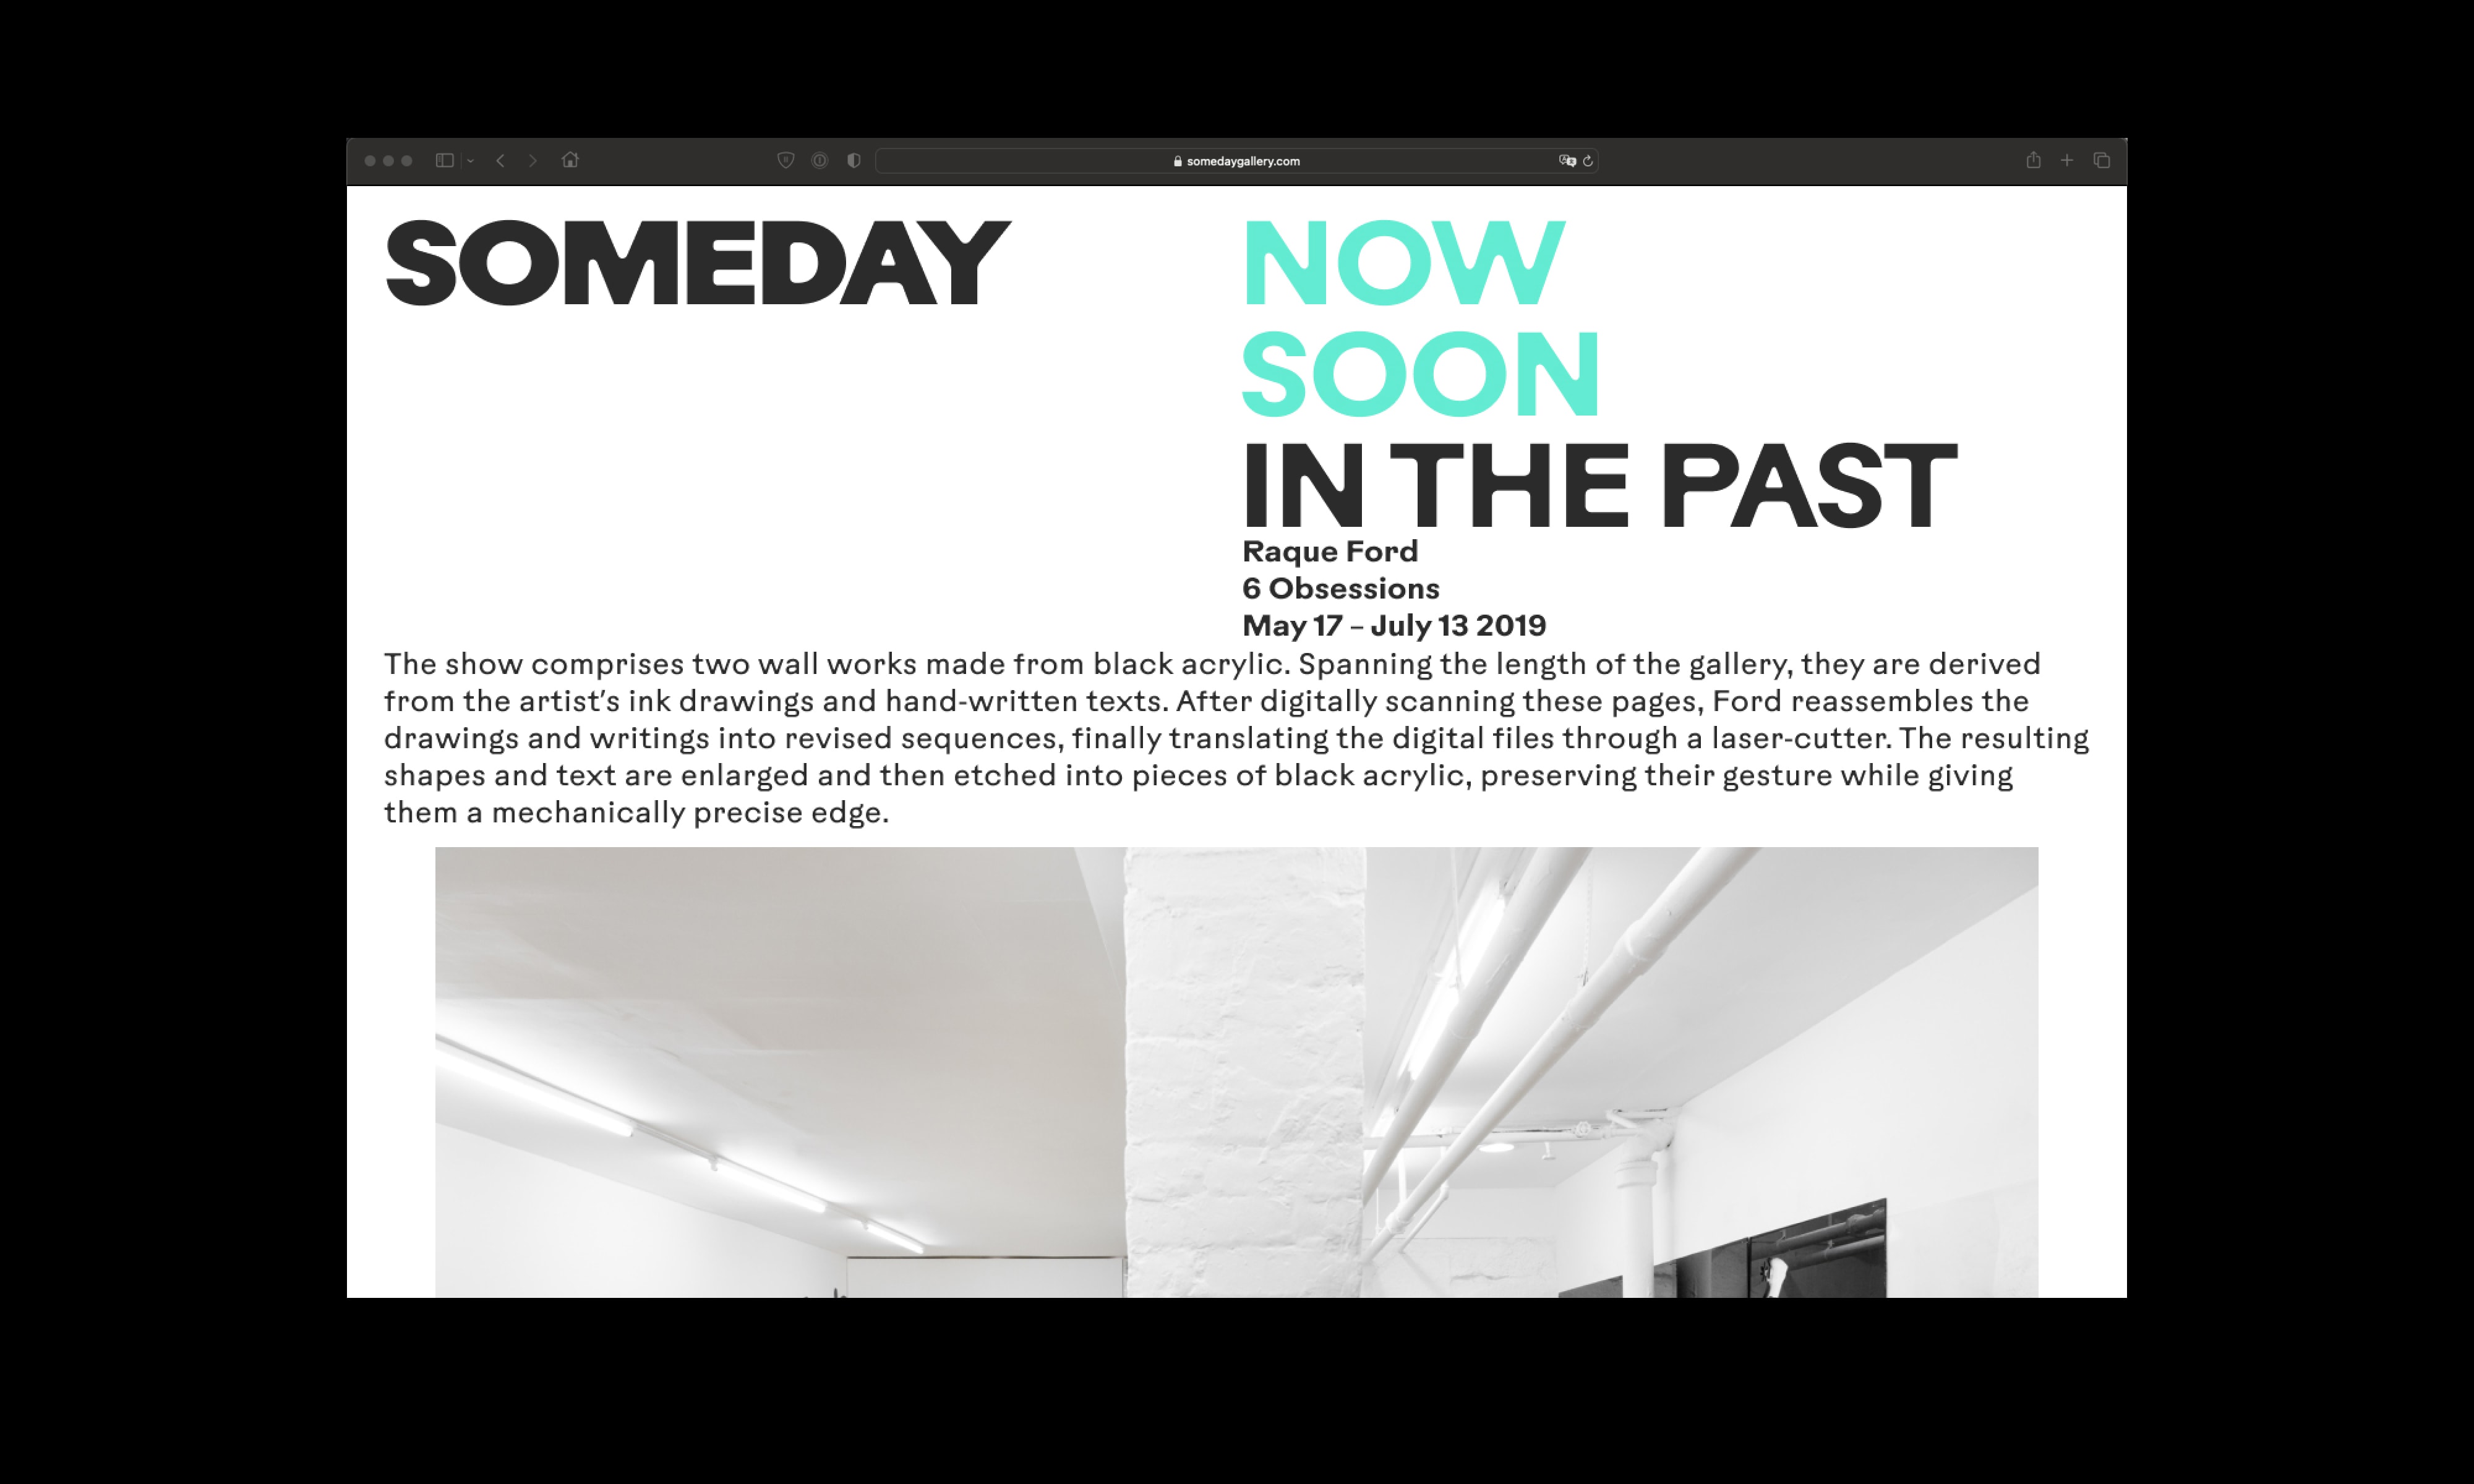 somedaygallery.com
SOMEDAY
NOW
SOON
IN THE PAST
Raque Ford
6 Obsessions
May 17 – July 13 2019
The show comprises two wall works made from black acrylic. Spanning the length of the gallery, they are derived
from the artist’s ink drawings and hand-written texts. After digitally scanning these pages, Ford reassembles the
drawings and writings into revised sequences, finally translating the digital files through a laser-cutter. The resulting
shapes and text are enlarged and then etched into pieces of black acrylic, preserving their gesture while giving
them a mechanically precise edge.